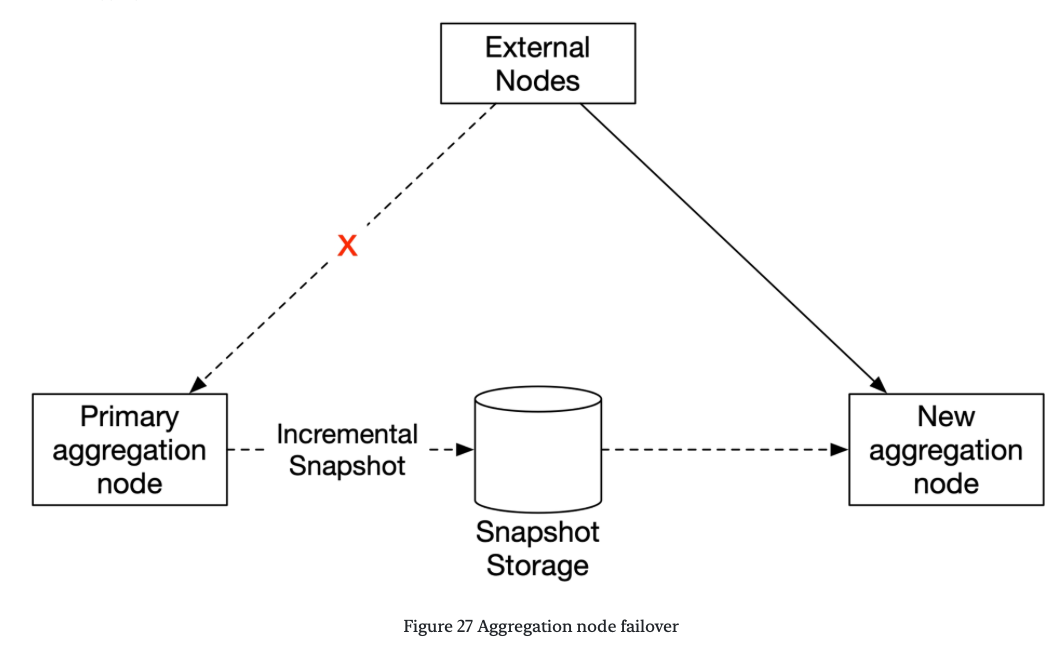 External
Nodes
X
Primary
aggregation
node
Incremental
Snapshot
Snapshot
Storage
New
aggregation
node
Figure 27 Aggregation node failover